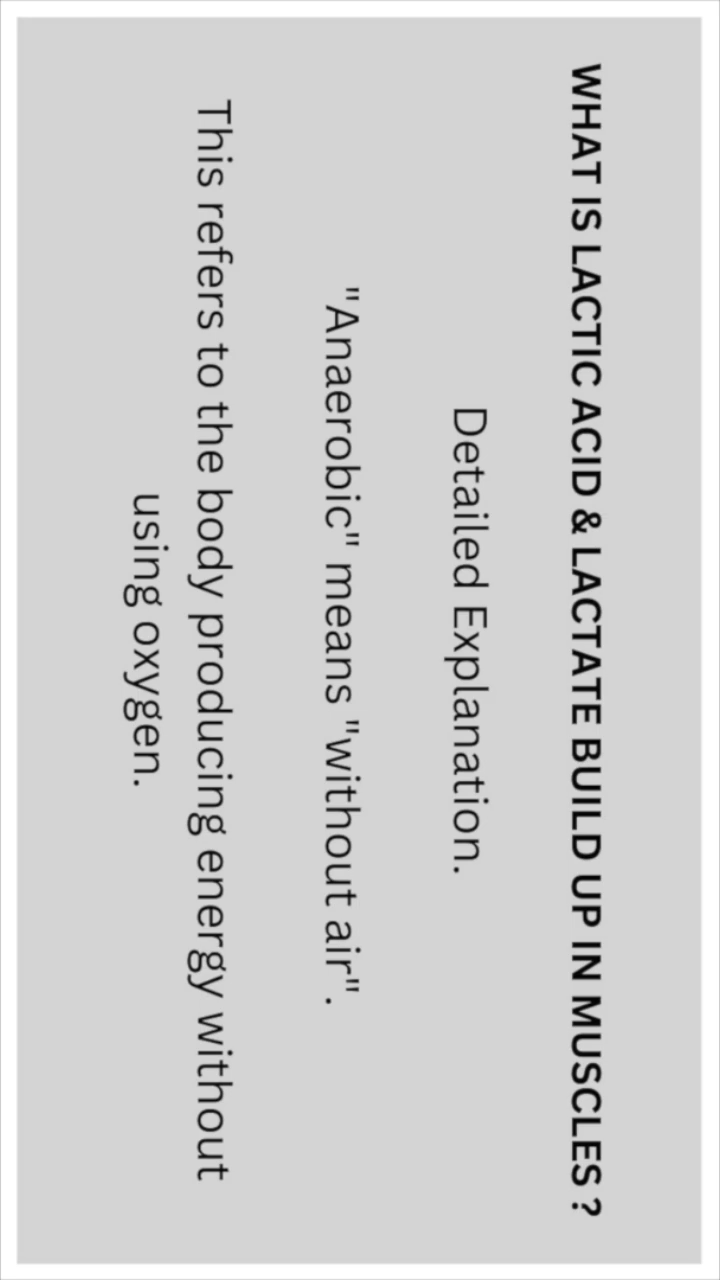 WHAT IS LACTIC ACID & LACTATE BUILD UP IN MUSCLES ?
Detailed Explanation.
"Anaerobic" means "without air".
This refers to the body producing energy without
using oxygen.